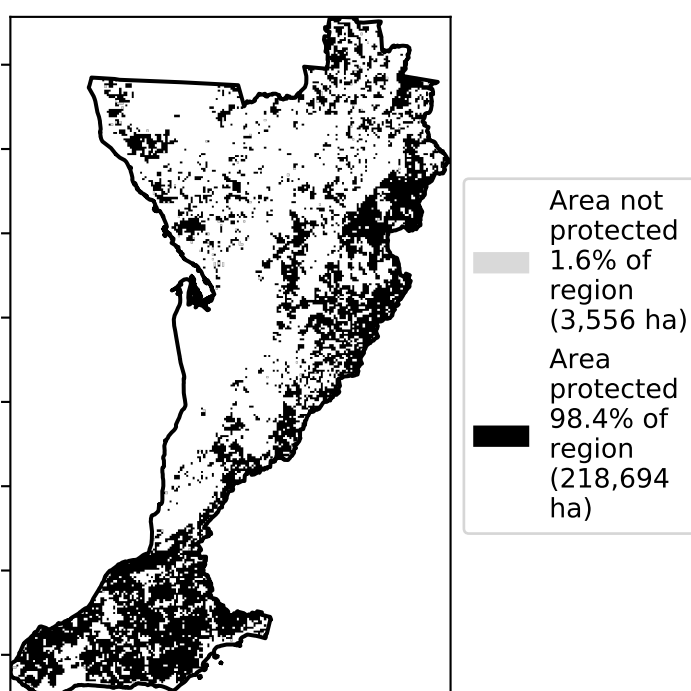 Area not
protected
1.6% of
region
(3,556 ha)
Area
protected
98.4% of
region
(218,694
ha)